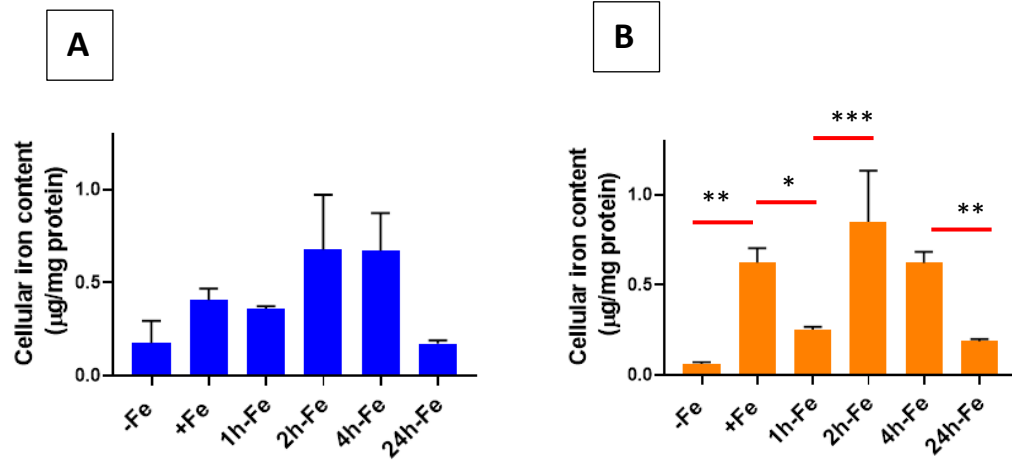 A
Cellular iron content
(µg/mg protein)
1.0
0.5
0.0
-Fe
+Fe
1h-Fe
2h-Fe
4h-Fe
24h-Fe
B
Cellular iron content
(µg/mg protein)
1.0
0.5
0.0
**
*
***
**
-Fe
+Fe
1h-Fe
2h-Fe
4h-Fe
24h-Fe